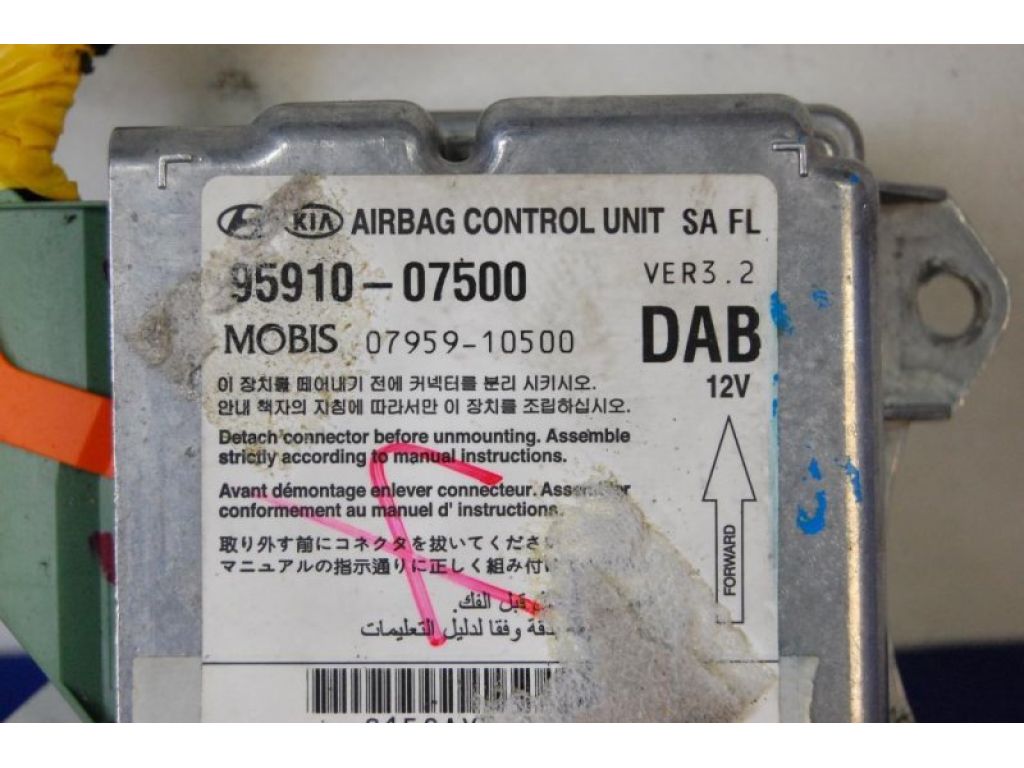 KIA AIRBAG CONTROL UNIT SA FL
95910-07500 VER3.2
MOBIS 07959-10500 DAB
12V
이 장치를 떼어내기 전에 커넥터를 분리 시키시오.
안내 책자의 지침에 따라서만 이 장치를 조립하십시오.
Detach connector before unmounting. Assemble
strictly according to manual instructions.
Avant démontage enlever connecteur. Assembler
conformement au manuel d' instructions.
FORWARD
取り外す前にコネクタを抜いてくださ
マニュアルの指示通りに正しく組み付け
قبل الفك.
وفقا لدليل التعليمات